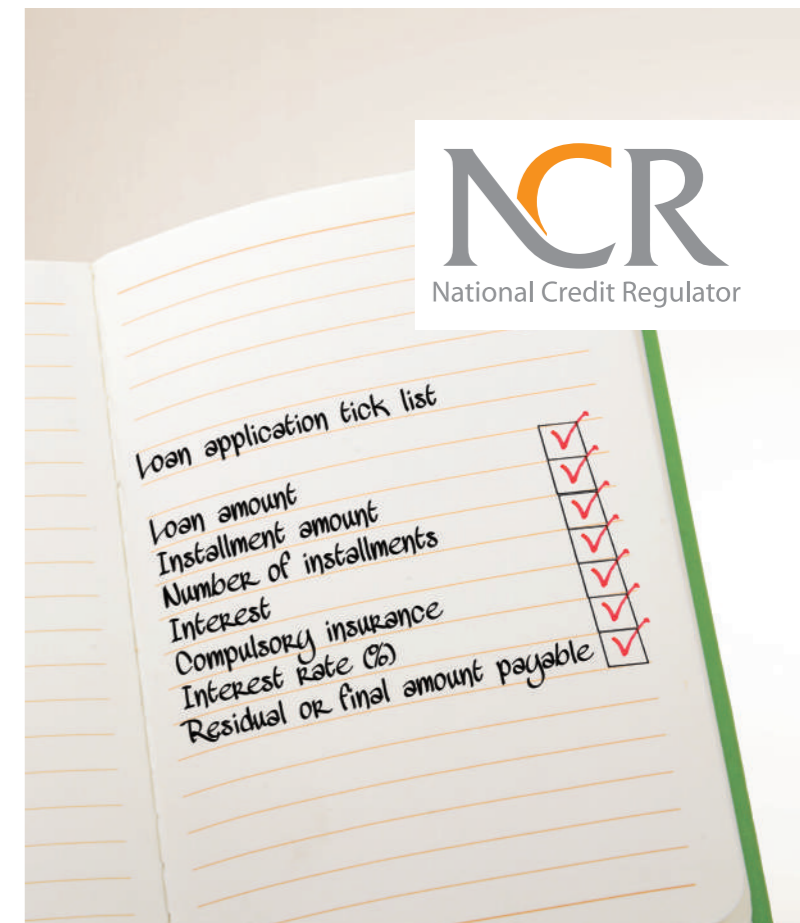 NCR
National Credit Regulator
Loan application tick list
Loan amount
Installment amount
Number of installments
Interest
Compulsory insurance
Interest Rate (%)
Residual or final amount payable